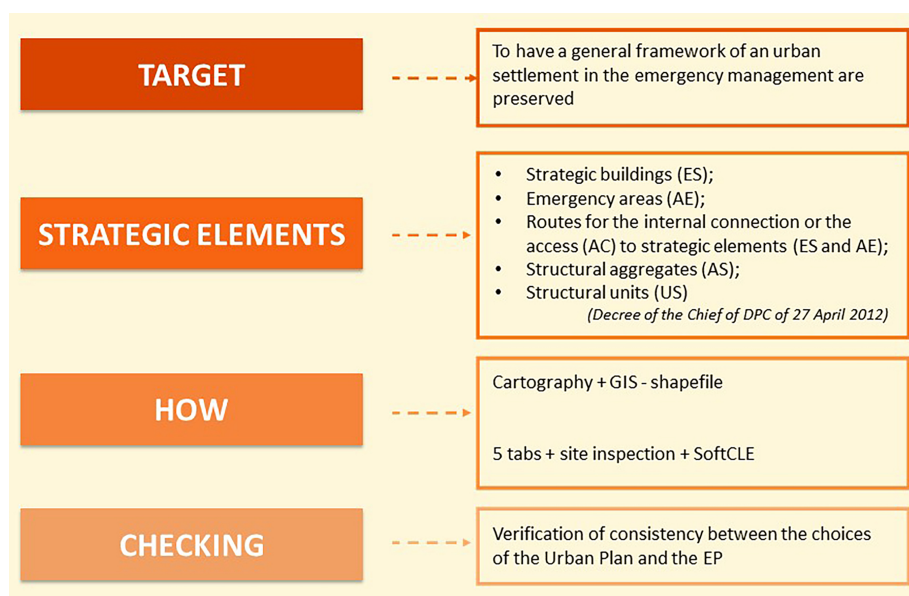 TARGET
To have a general framework of an urban
settlement in the emergency management are
preserved
STRATEGIC ELEMENTS
• Strategic buildings (ES);
• Emergency areas (AE);
• Routes for the internal connection or the
access (AC) to strategic elements (ES and AE);
• Structural aggregates (AS);
• Structural units (US)
(Decree of the Chief of DPC of 27 April 2012)
HOW
Cartography + GIS - shapefile
5 tabs + site inspection + SoftCLE
CHECKING
Verification of consistency between the choices
of the Urban Plan and the EP